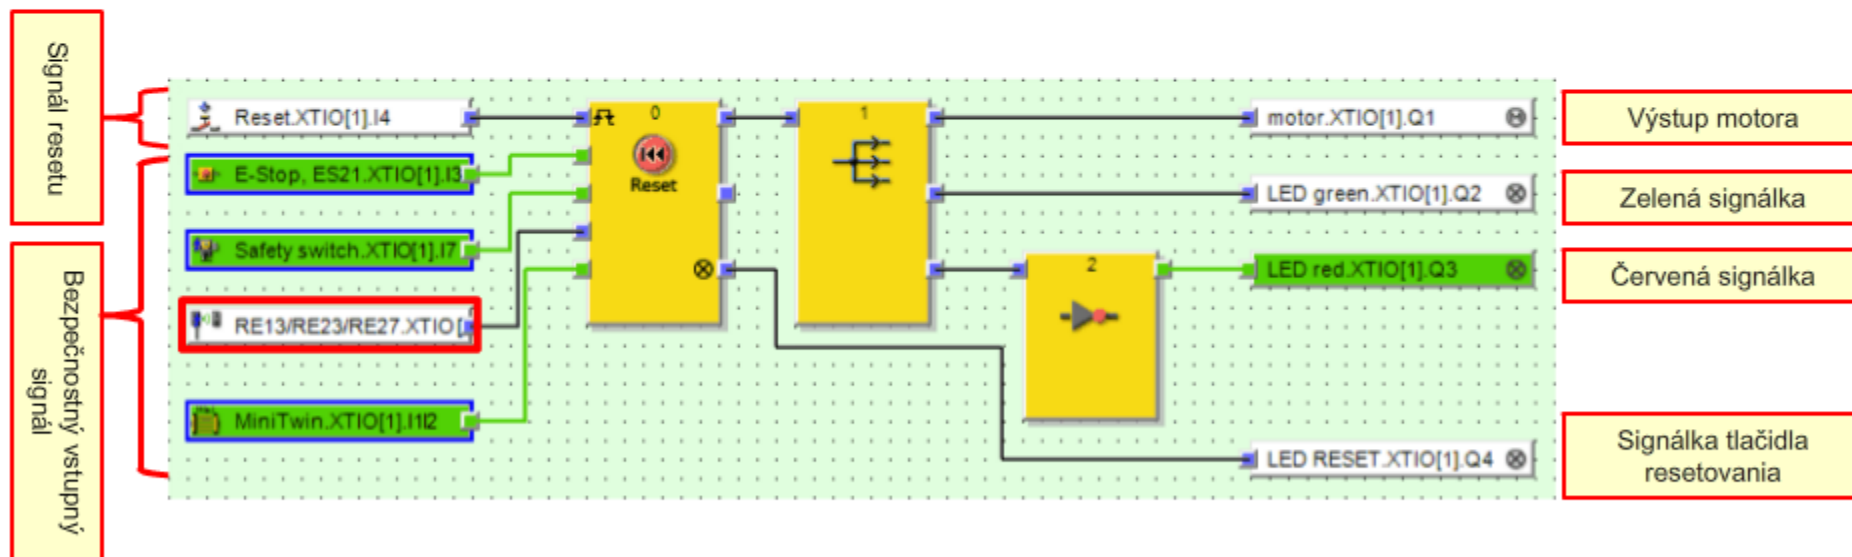 Signál resetu
Bezpečnostný vstupný
signál
Reset.XTIO[1].I4
E-Stop, ES21.XTIO[1].I3
Safety switch.XTIO[1].I7
RE13/RE23/RE27.XTIO[
MiniTwin.XTIO[1].I1I2
0
Reset
1
2
motor.XTIO[1].Q1
LED green.XTIO[1].Q2
LED red.XTIO[1].Q3
LED RESET.XTIO[1].Q4
Výstup motora
Zelená signálka
Červená signálka
Signálka tlačidla
resetovania